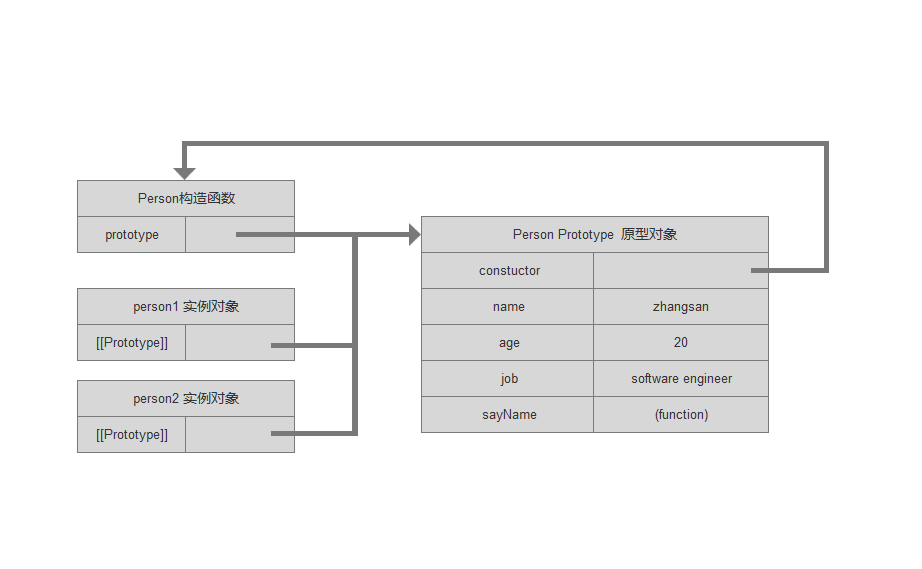 Person构造函数
prototype
Person Prototype 原型对象
constuctor
person1 实例对象
name zhangsan
[[Prototype]]
age 20
job software engineer
person2 实例对象
sayName (function)
[[Prototype]]